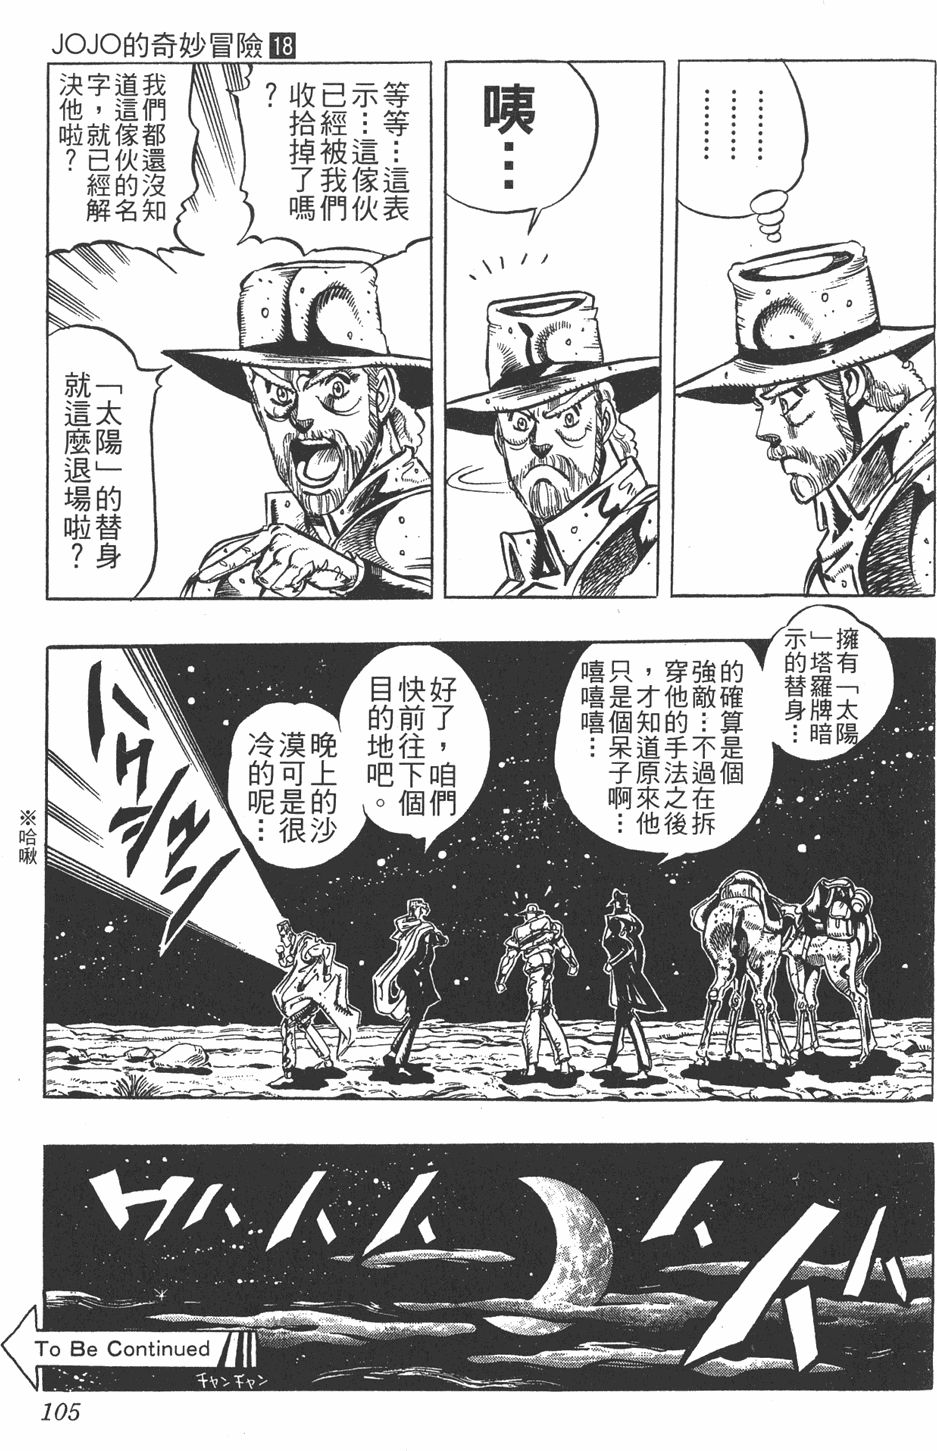 JOJO的奇妙冒險 18
…………
…………
咦…
等等…這表
示…這傢伙
已經被我們
收拾掉了嗎
？
我們都還沒知
道這傢伙的名
字，就已經解
決他啦？
「太陽」的替身
就這麼退場啦？
擁有「太陽
」塔羅牌暗
示的替身…
的確算是個
強敵…不過在拆
穿他的手法之後
，才知道原來他
只是個呆子啊…
嘻嘻嘻…
好了，咱們
快前往下個
目的地吧。
晚上的沙
漠可是很
冷的呢…
※哈啾
To Be Continued
チャンチャン
105